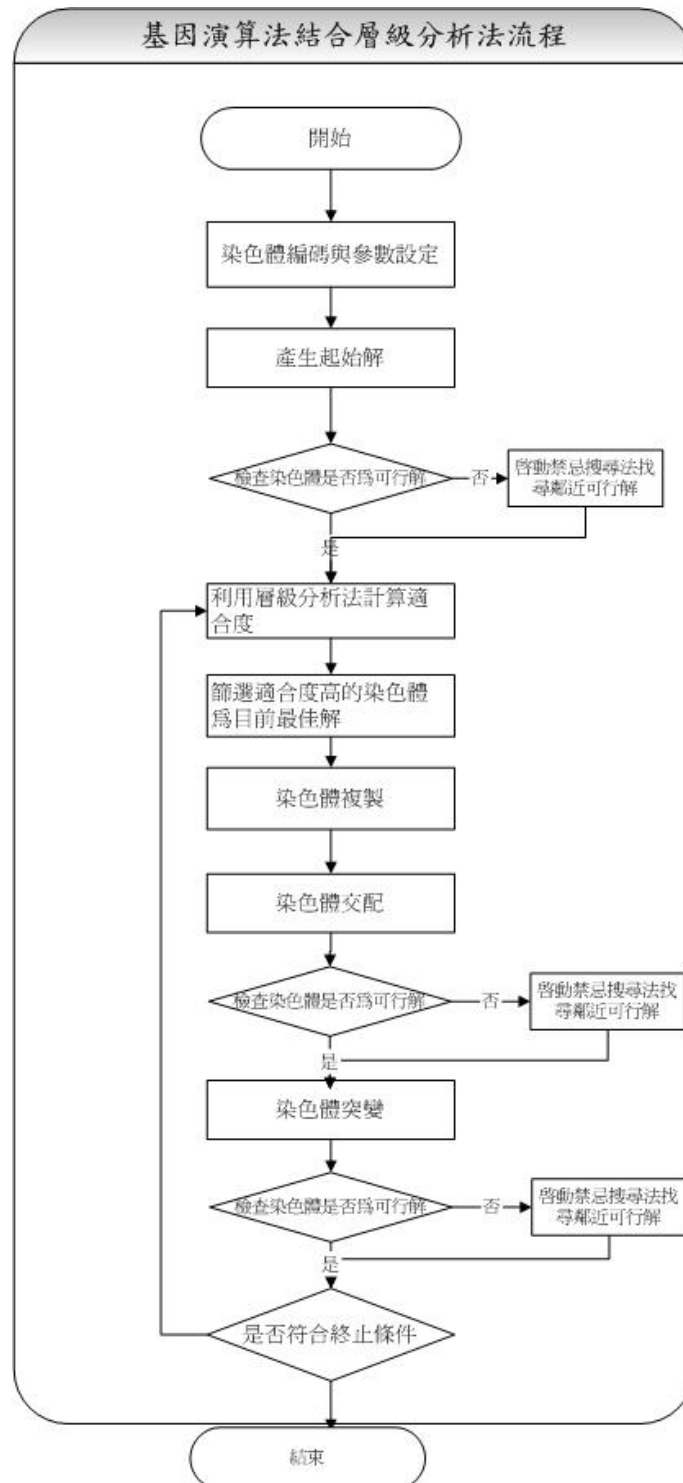 基因演算法結合層級分析法流程
開始
染色體編碼與參數設定
產生起始解
檢查染色體是否爲可行解
否
啓動禁忌搜尋法找
尋鄰近可行解
是
利用層級分析法計算適
合度
篩選適合度高的染色體
爲目前最佳解
染色體複製
染色體交配
檢查染色體是否爲可行解
否
啓動禁忌搜尋法找
尋鄰近可行解
是
染色體突變
檢查染色體是否爲可行解
否
啓動禁忌搜尋法找
尋鄰近可行解
是
是否符合終止條件
結束